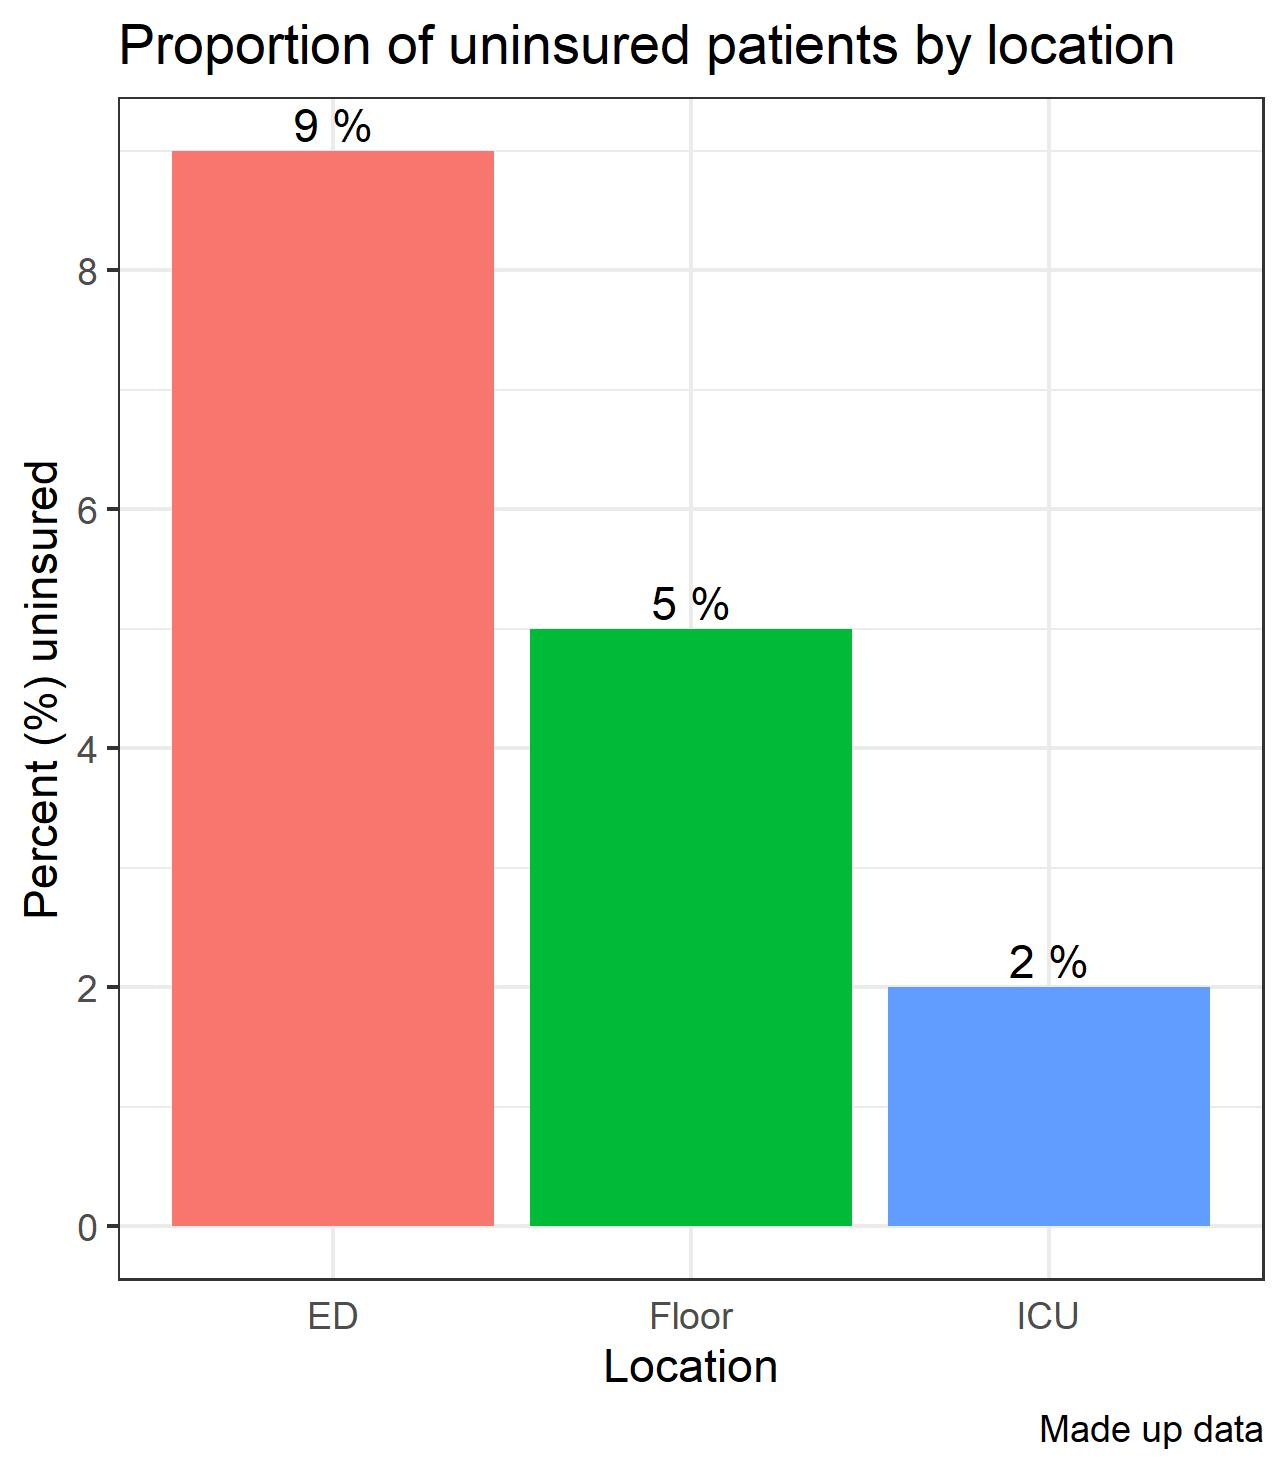 Proportion of uninsured patients by location
9 %
8
6
5 %
4
2 %
2
0
Percent (%) uninsured
ED Floor ICU
Location
Made up data